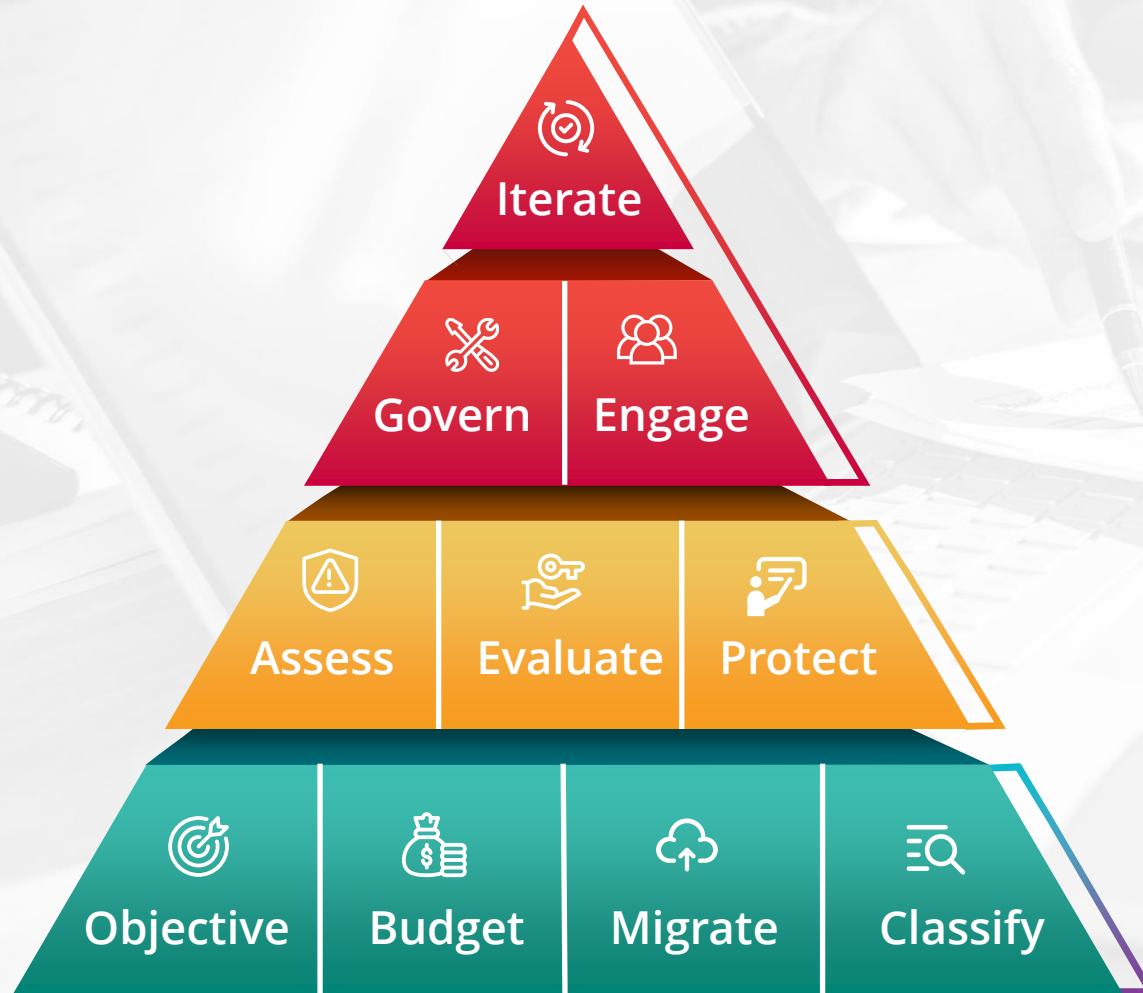 Iterate
Govern Engage
Assess Evaluate Protect
Objective Budget Migrate Classify